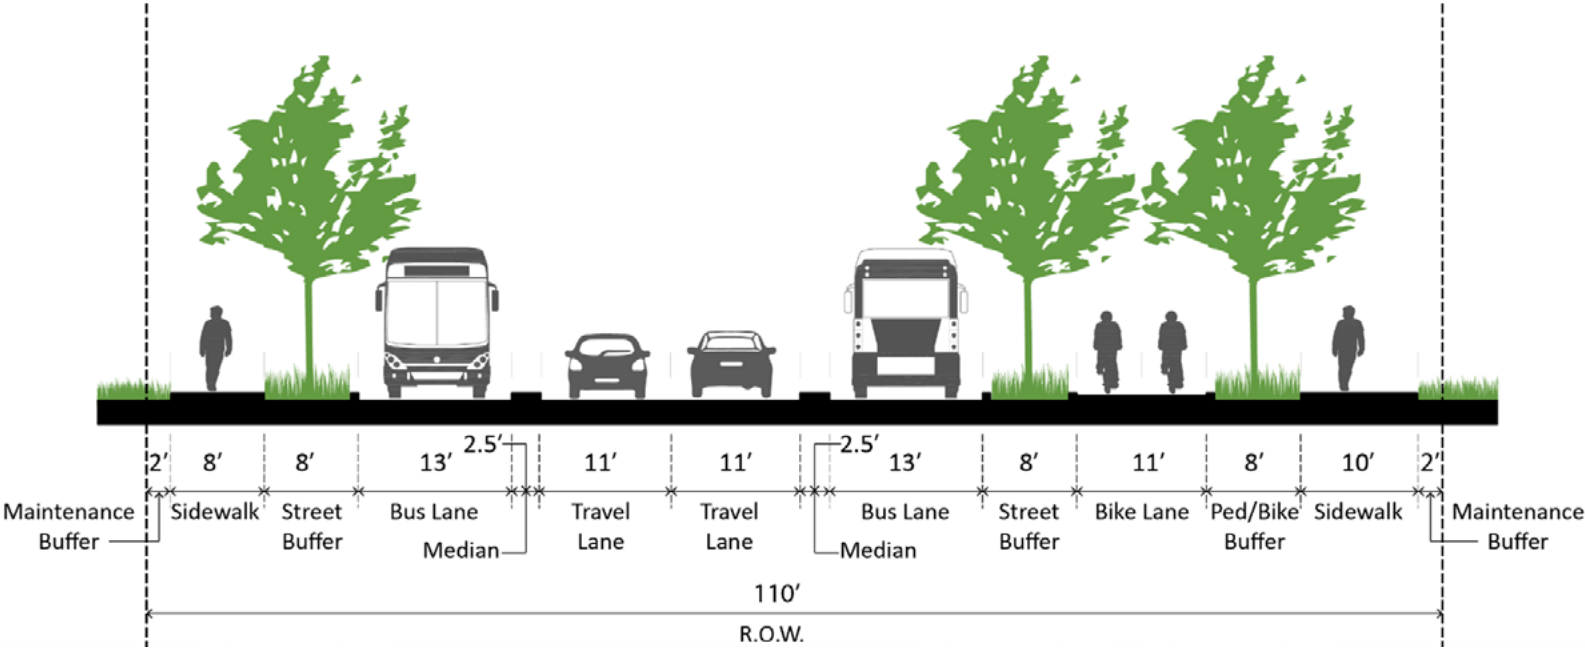 2.5’ 2.5’
2’ 8’ 8’ 13’ 11’ 11’ 13’ 8’ 11’ 8’ 10’ 2’
Maintenance Sidewalk Street Bus Lane Travel Travel Bus Lane Street Bike Lane Ped/Bike Sidewalk Maintenance
Buffer Buffer Median Lane Lane Median Buffer Buffer Buffer
110’
R.O.W.